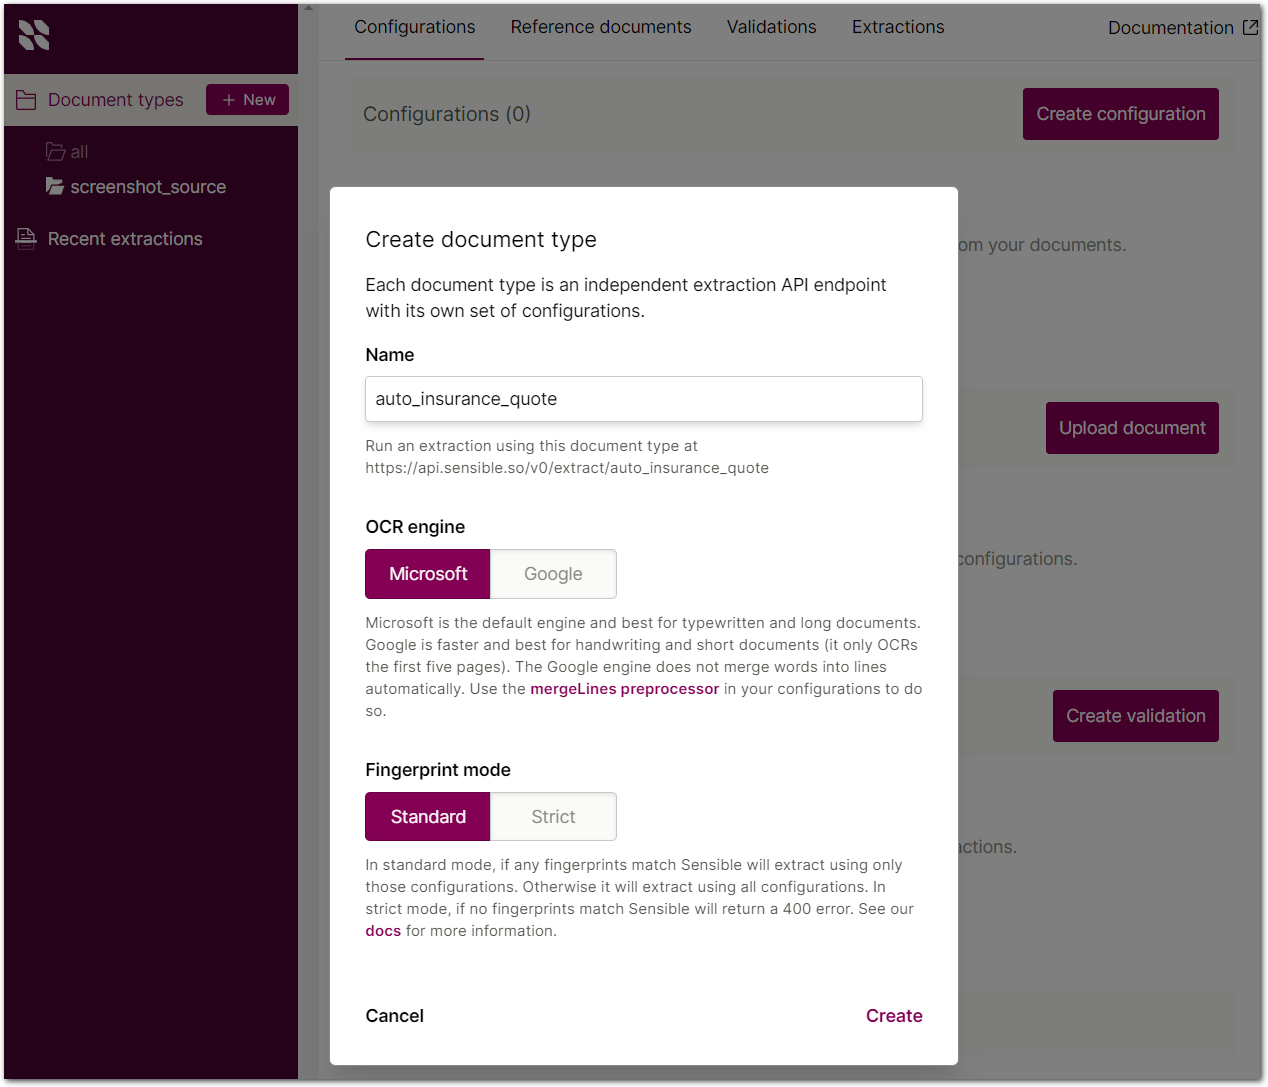 Configurations
Reference documents
Validations
Extractions
Documentation
Document types
+ New
all
screenshot_source
Recent extractions
Configurations (0)
Create configuration
om your documents.
Upload document
configurations.
Create validation
actions.
Create document type
Each document type is an independent extraction API endpoint
with its own set of configurations.
Name
auto_insurance_quote
Run an extraction using this document type at
https://api.sensible.so/v0/extract/auto_insurance_quote
OCR engine
Microsoft
Google
Microsoft is the default engine and best for typewritten and long documents.
Google is faster and best for handwriting and short documents (it only OCRs
the first five pages). The Google engine does not merge words into lines
automatically. Use the mergeLines preprocessor in your configurations to do
so.
Fingerprint mode
Standard
Strict
In standard mode, if any fingerprints match Sensible will extract using only
those configurations. Otherwise it will extract using all configurations. In
strict mode, if no fingerprints match Sensible will return a 400 error. See our
docs for more information.
Cancel
Create